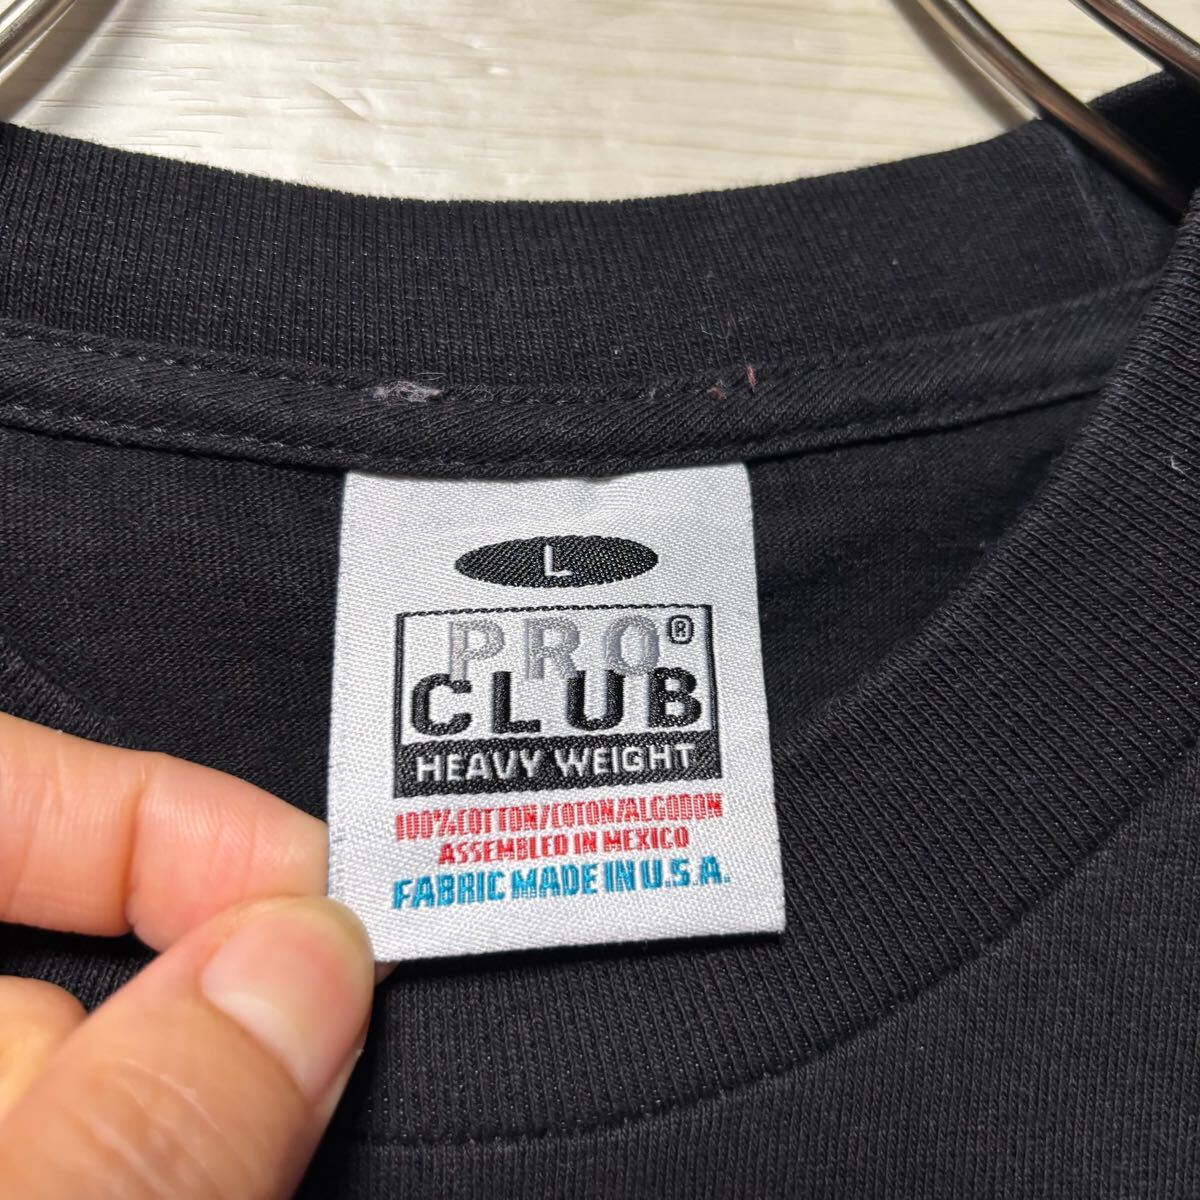 L
PRO®
CLUB
HEAVY WEIGHT
100% COTTON/COTON/ALGODON
ASSEMBLED IN MEXICO
FABRIC MADE IN U.S.A.